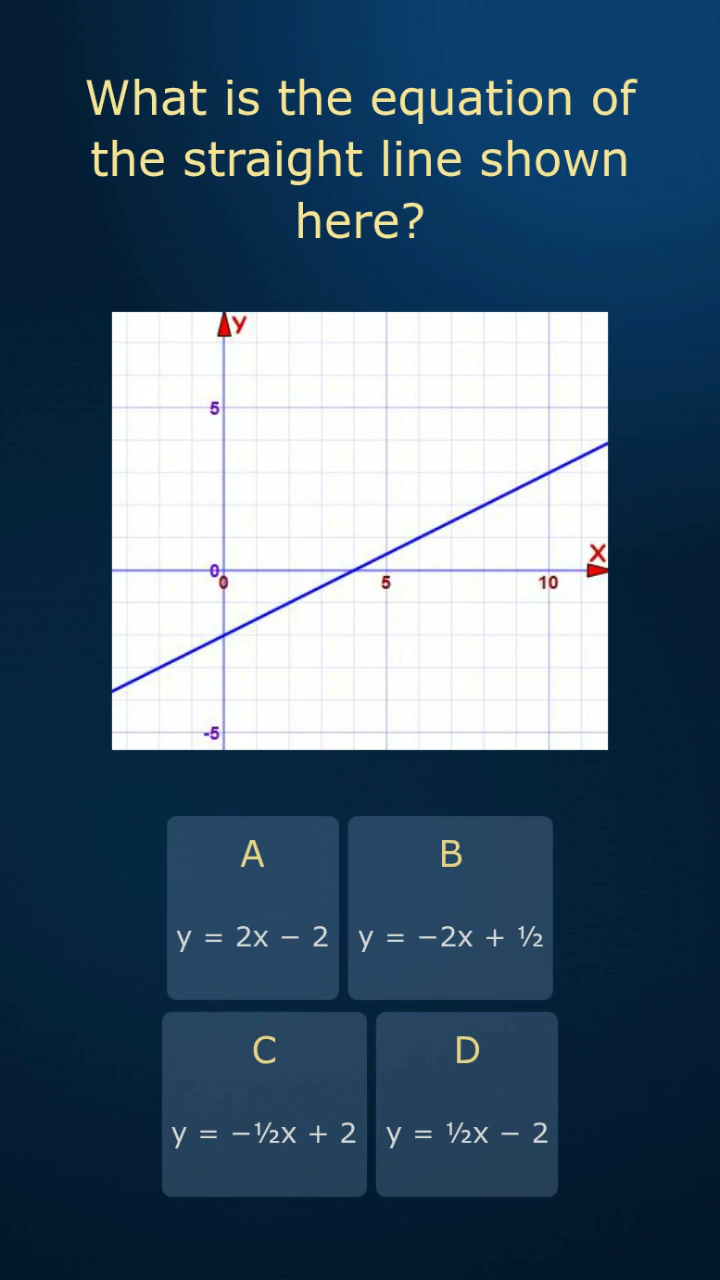 What is the equation of
the straight line shown
here?
y
5
x
0
0
5
10
-5
A
B
y = 2x − 2
y = −2x + ½
C
D
y = −½x + 2
y = ½x − 2